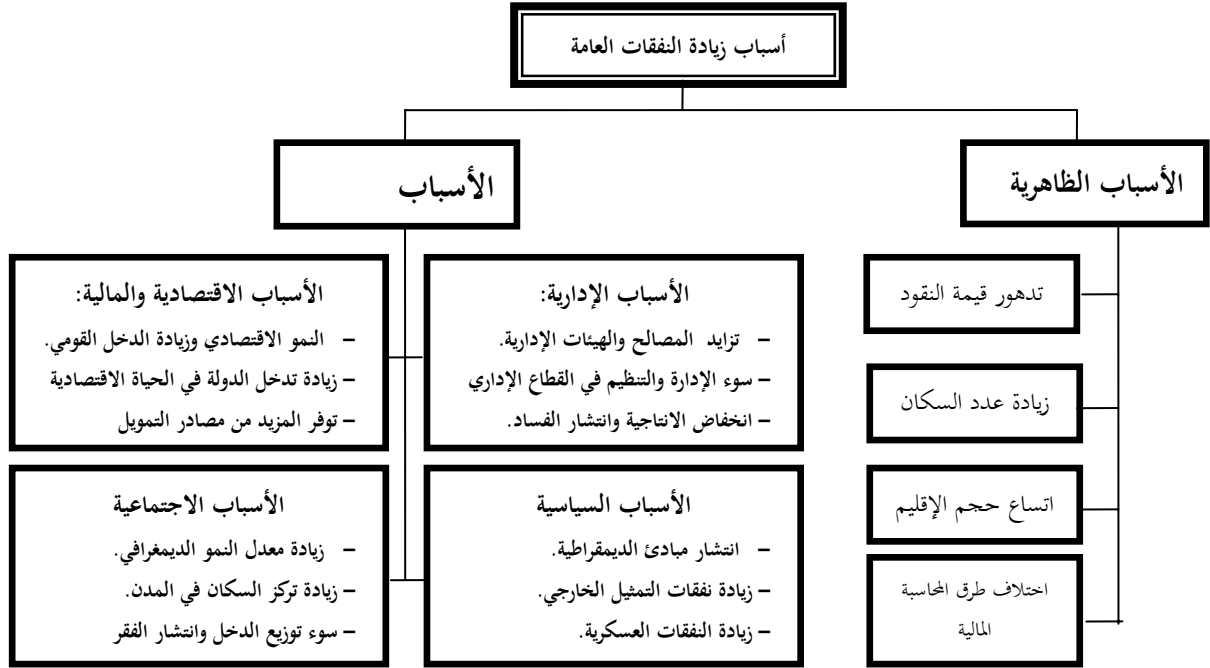 أسباب زيادة النفقات العامة
الأسباب الظاهرية
تدهور قيمة النقود
زيادة عدد السكان
اتساع حجم الإقليم
اختلاف طرق المحاسبة
المالية
الأسباب
الأسباب الإدارية:
– تزايد المصالح والهيئات الإدارية.
– سوء الإدارة والتنظيم في القطاع الإداري
– انخفاض الانتاجية وانتشار الفساد.
الأسباب الاقتصادية والمالية:
– النمو الاقتصادي وزيادة الدخل القومي.
– زيادة تدخل الدولة في الحياة الاقتصادية
– توفر المزيد من مصادر التمويل
الأسباب السياسية
– انتشار مبادئ الديمقراطية.
– زيادة نفقات التمثيل الخارجي.
– زيادة النفقات العسكرية.
الأسباب الاجتماعية
– زيادة معدل النمو الديمغرافي.
– زيادة تركز السكان في المدن.
– سوء توزيع الدخل وانتشار الفقر